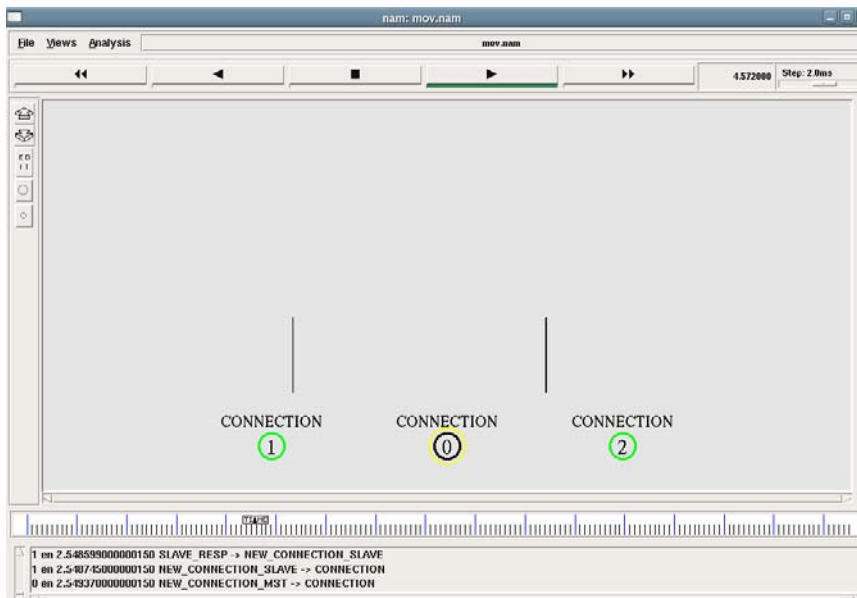 nam: mov.nam
File Views Analysis mov.nam
4.572000 Step: 2.0ms
E D
I T
CONNECTION CONNECTION CONNECTION
1 0 2
TIME
1 en 2.548599000000150 SLAVE_RESP -> NEW_CONNECTION_SLAVE
1 en 2.548745000000150 NEW_CONNECTION_SLAVE -> CONNECTION
0 en 2.549370000000150 NEW_CONNECTION_MST -> CONNECTION